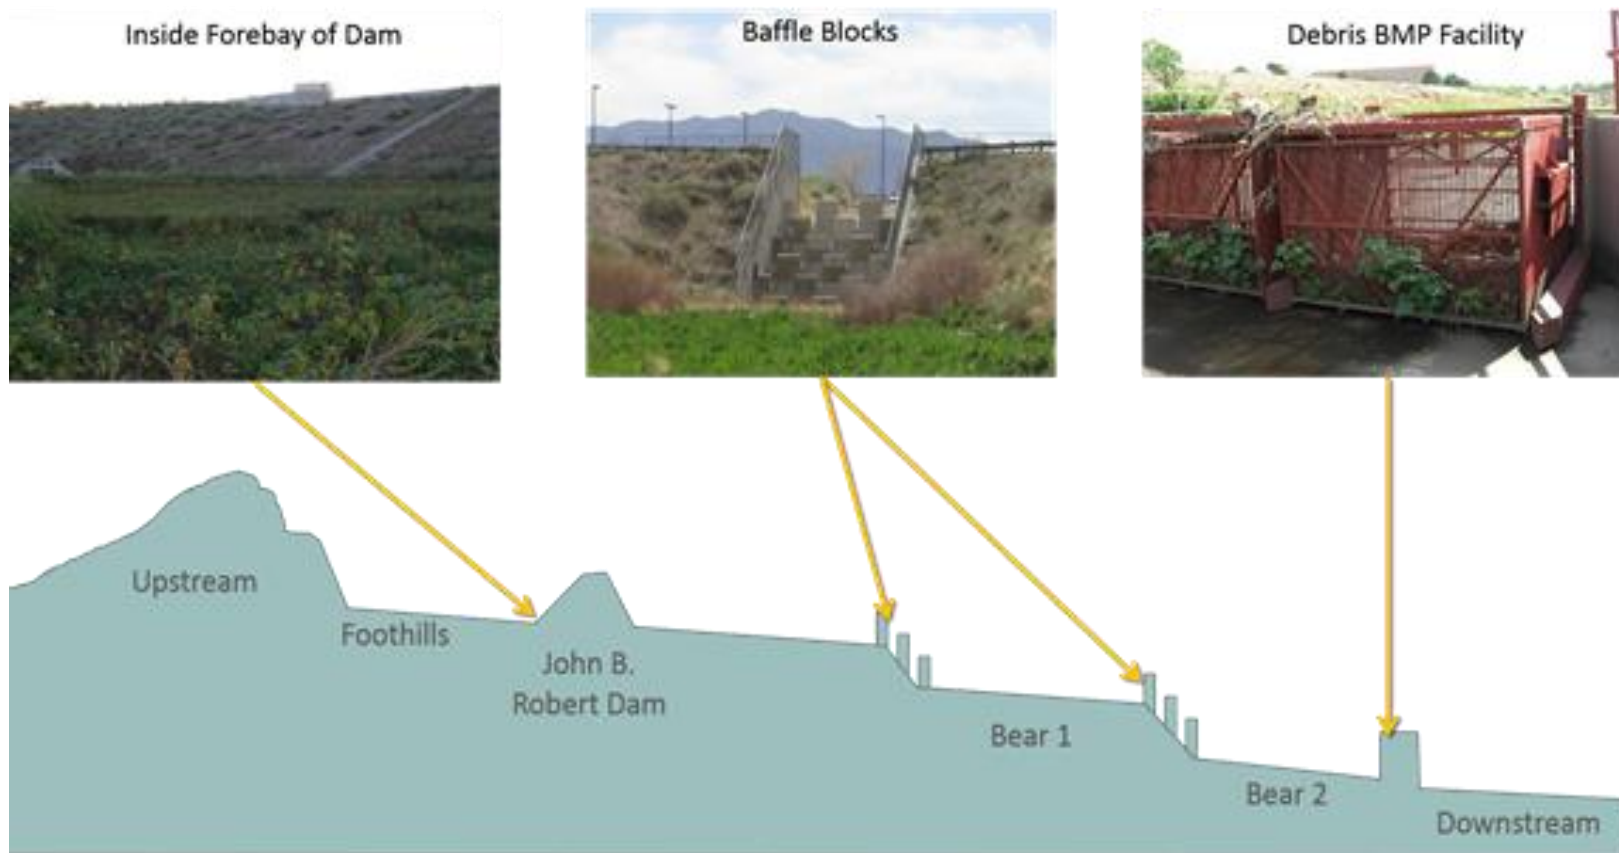 Inside Forebay of Dam
Baffle Blocks
Debris BMP Facility
Upstream
Foothills
John B.
Robert Dam
Bear 1
Bear 2
Downstream